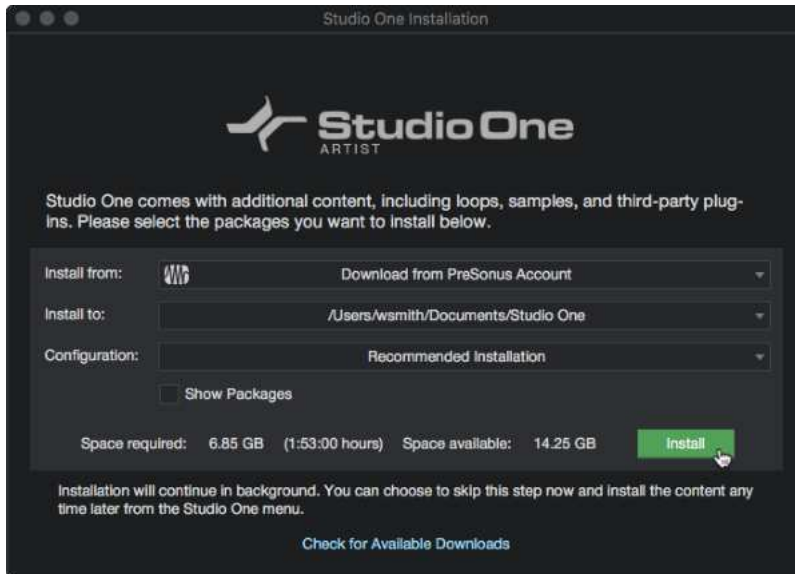 Studio One Installation
Studio One
ARTIST
Studio One comes with additional content, including loops, samples, and third-party plug-
ins. Please select the packages you want to install below.
Install from: Download from PreSonus Account
Install to: /Users/wsmith/Documents/Studio One
Configuration: Recommended Installation
Show Packages
Space required: 6.85 GB (1:53:00 hours) Space available: 14.25 GB Install
Installation will continue in background. You can choose to skip this step now and install the content any
time later from the Studio One menu.
Check for Available Downloads